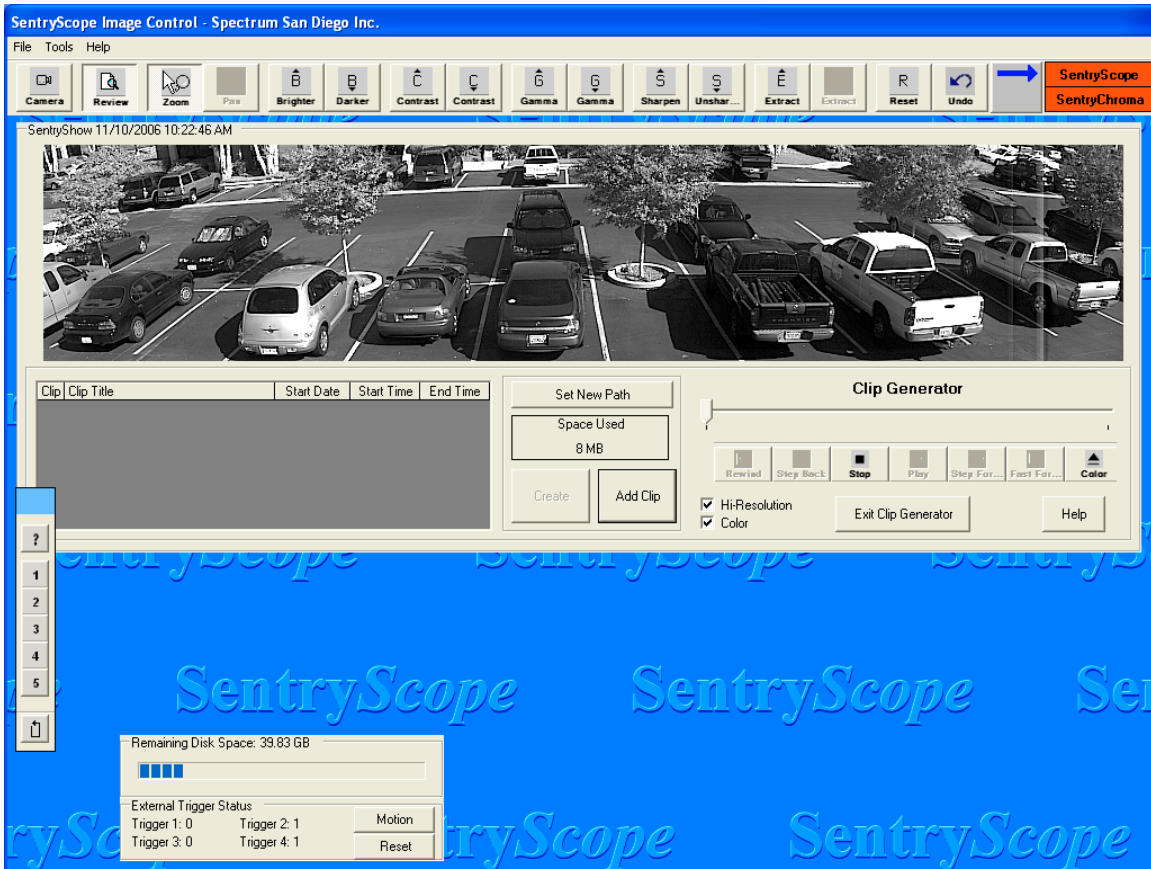 SentryScope Image Control - Spectrum San Diego Inc.
File Tools Help
Camera Review Zoom Pan B Brighter B Darker C Contrast C Contrast G Gamma G Gamma S Sharpen S Unshar... E Extract Extract R Reset Undo
SentryScope
SentryChroma
SentryShow 11/10/2006 10:22:46 AM
Clip Clip Title Start Date Start Time End Time
Set New Path
Space Used
8 MB
Create Add Clip
Clip Generator
Rewind Step Back Stop Play Step For... Fast For... Color
Hi-Resolution
Color
Exit Clip Generator Help
?
1
2
3
4
5
SentryScope SentryScope Se
Remaining Disk Space: 39.83 GB
External Trigger Status
Trigger 1: 0 Trigger 2: 1 Motion
Trigger 3: 0 Trigger 4: 1 Reset
rySc tryScope SentryScope